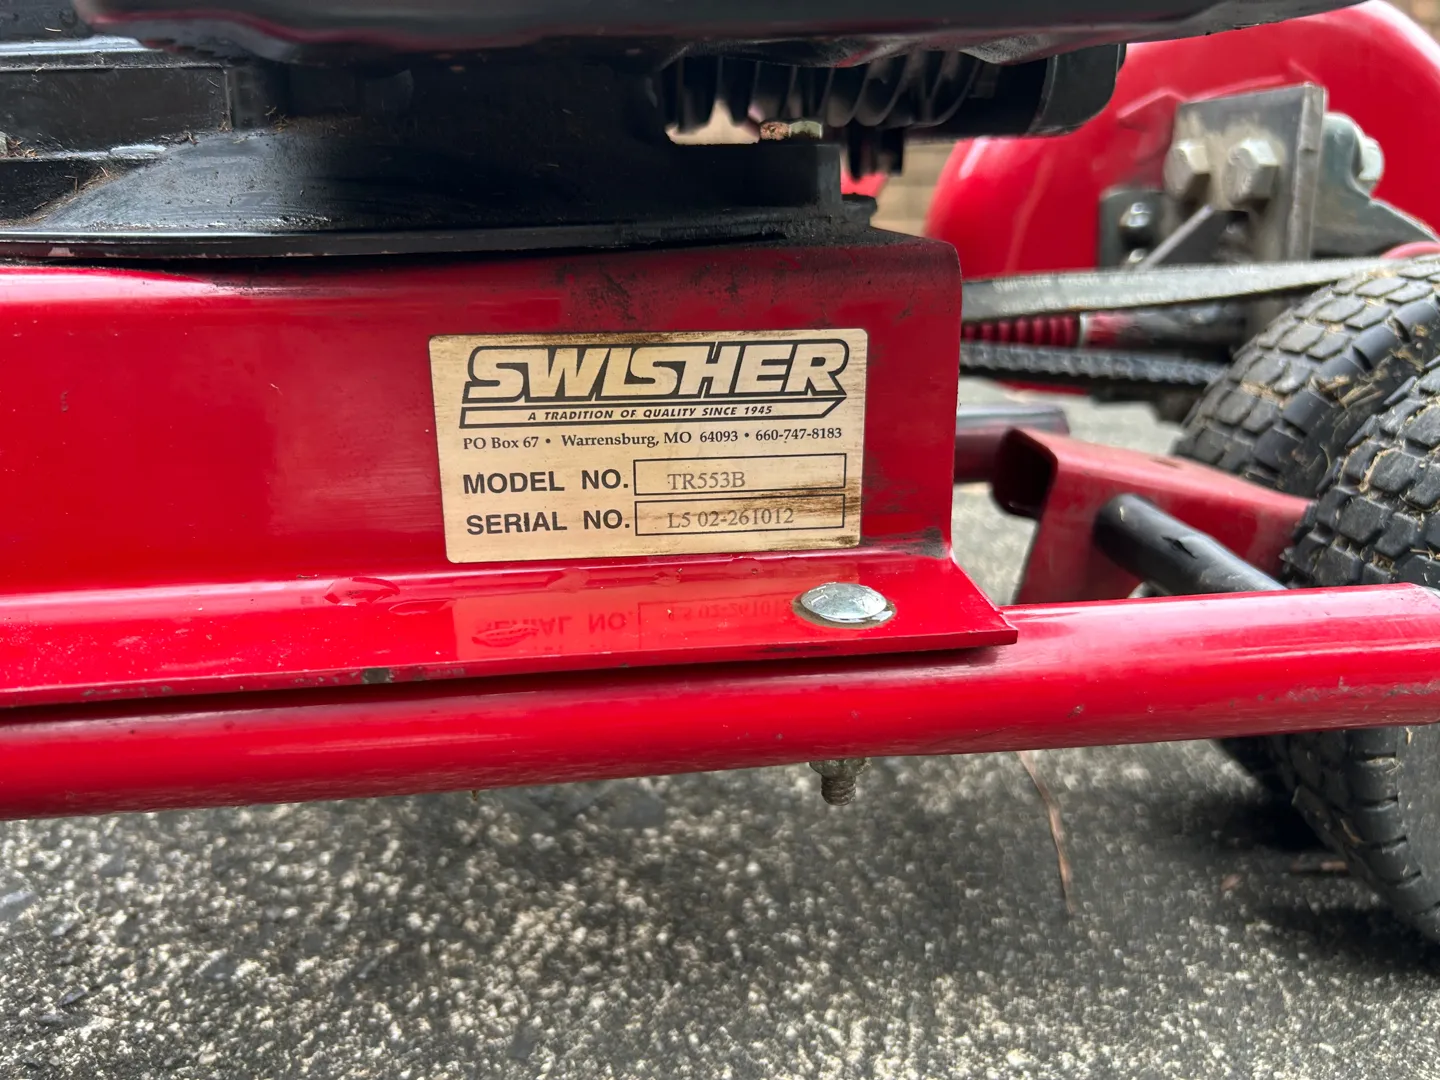 SWISHER
A TRADITION OF QUALITY SINCE 1945
PO Box 67 • Warrensburg, MO 64093 • 660-747-8183
MODEL NO. TR553B
SERIAL NO. L5 02-261012